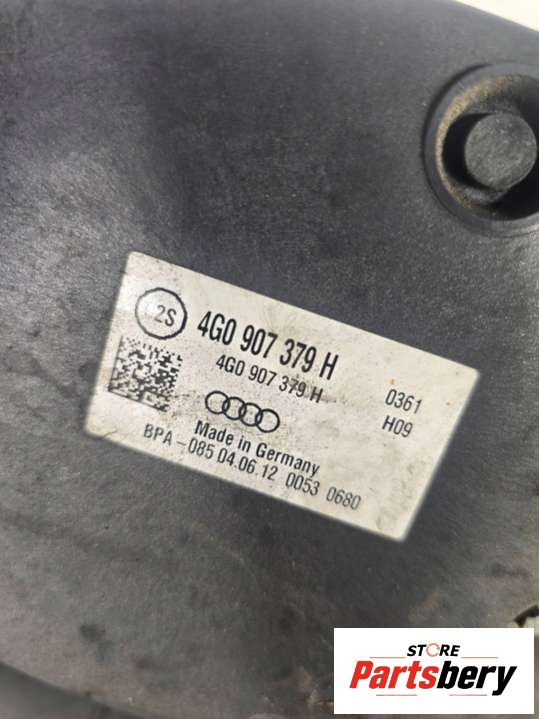 2S
4G0 907 379 H
4G0 907 379 H
0361
H09
Made in Germany
BPA-085 04.06.12 0053 0680
STORE
Partsbery